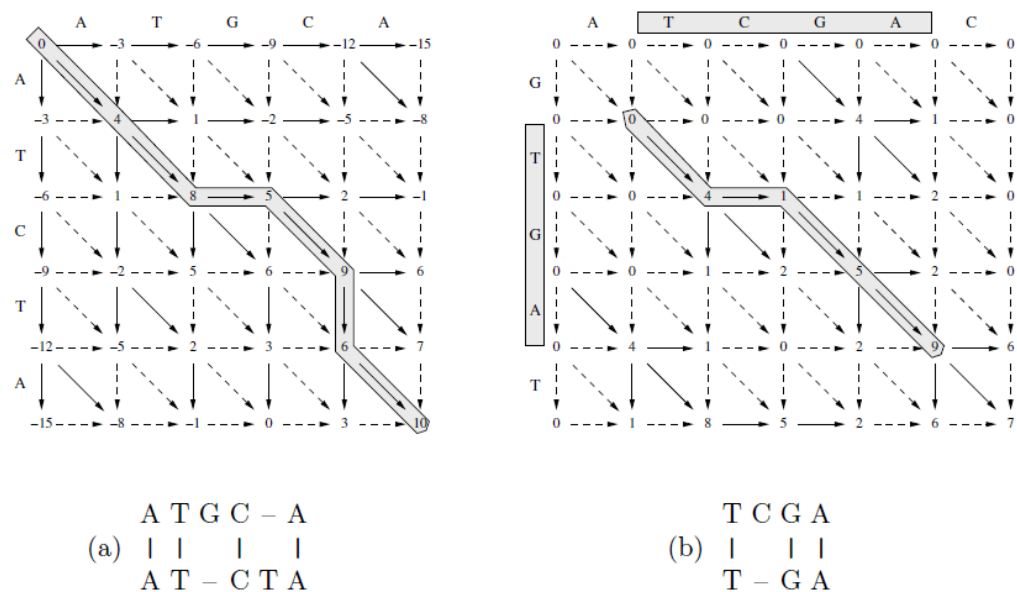 A T G C A
0 –3 –6 –9 –12 –15
A
–3 4 1 –2 –5 –8
T
–6 1 8 5 2 –1
C
–9 –2 5 6 9 6
T
–12 –5 2 3 6 7
A
–15 –8 –1 0 3 10
A T G C – A
(a) | | | |
A T – C T A
A T C G A C
0 0 0 0 0 0 0
G
0 0 0 0 4 1 0
T
0 0 4 1 1 2 0
G
0 0 1 2 5 2 0
A
0 4 1 0 2 9 6
T
0 1 8 5 2 6 7
T C G A
(b) | | |
T – G A